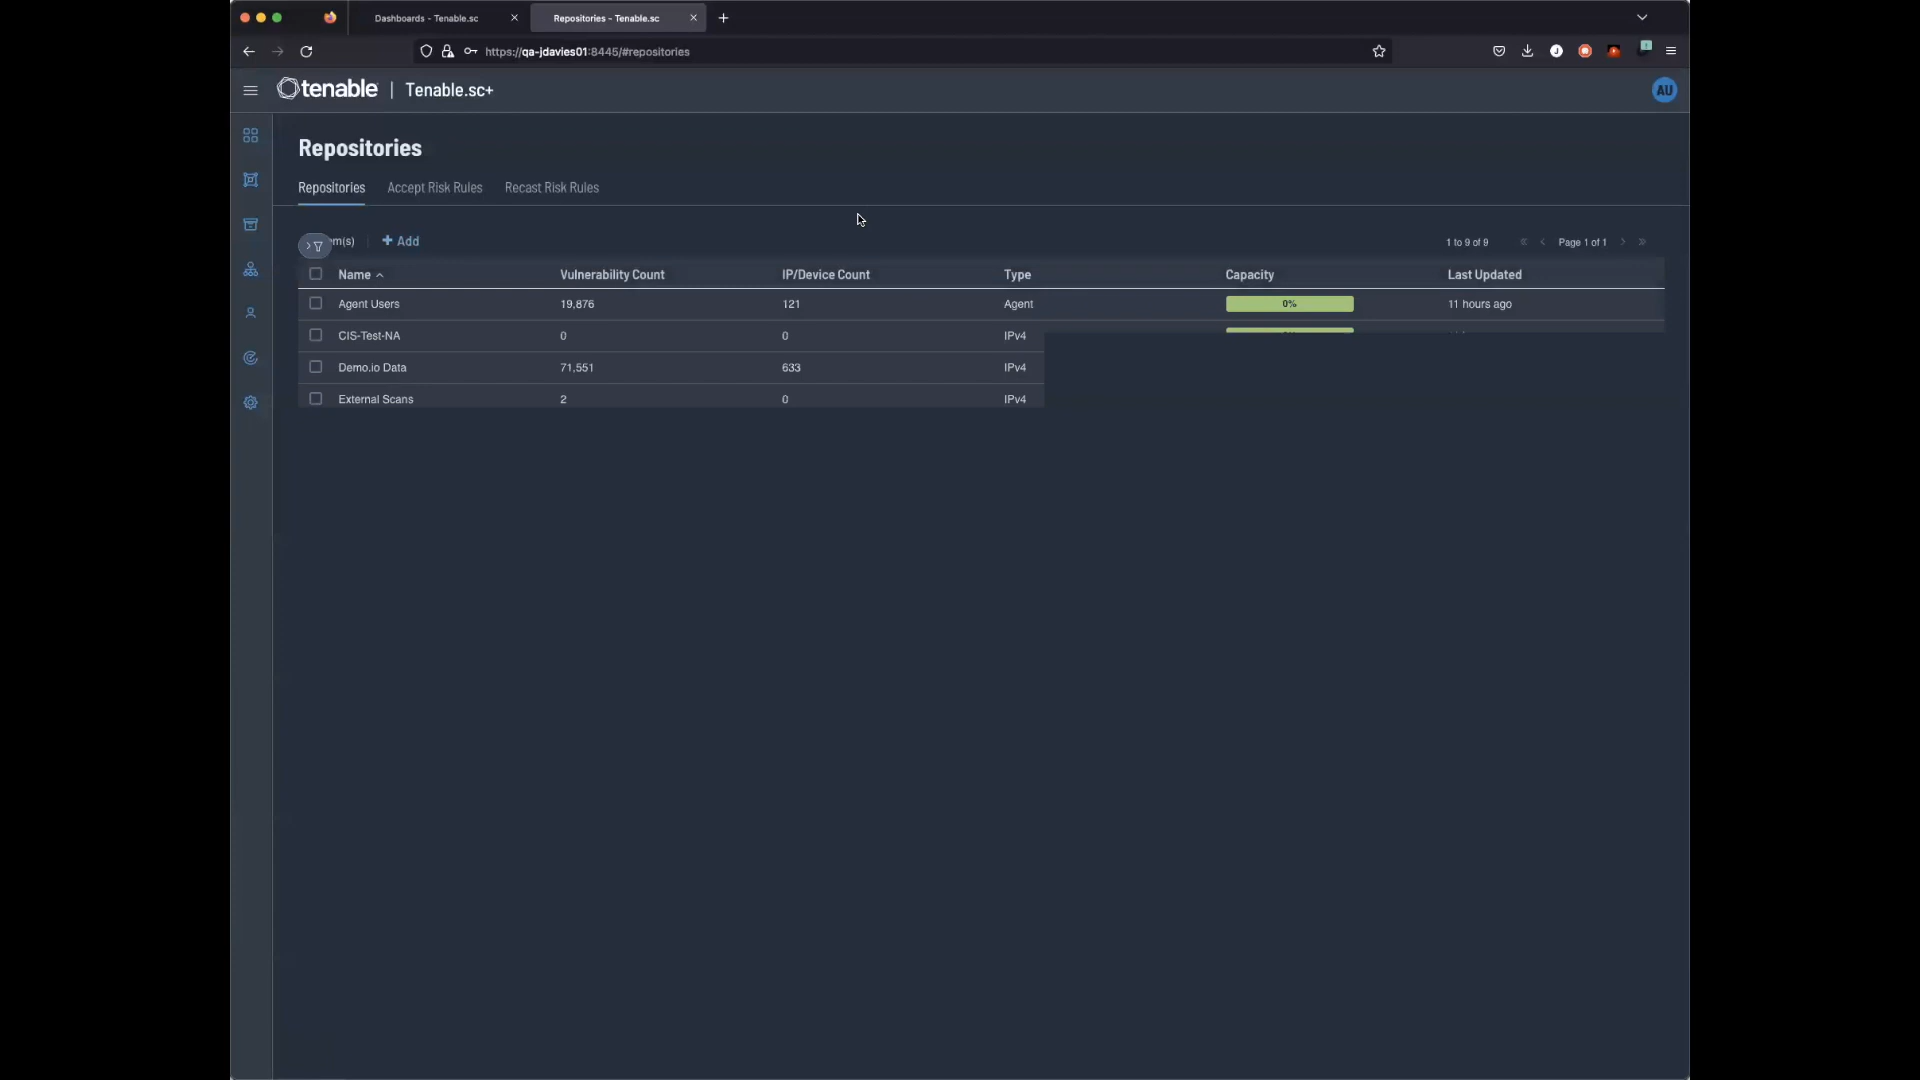 Dashboards - Tenable.sc
Repositories - Tenable.sc
https://qa-jdavies01:8445/#repositories
tenable | Tenable.sc+
AU
Repositories
Repositories Accept Risk Rules Recast Risk Rules
em(s) + Add 1 to 9 of 9 Page 1 of 1
Name Vulnerability Count IP/Device Count Type Capacity Last Updated
Agent Users 19,876 121 Agent 0% 11 hours ago
CIS-Test-NA 0 0 IPv4
Demo.io Data 71,551 633 IPv4
External Scans 2 0 IPv4